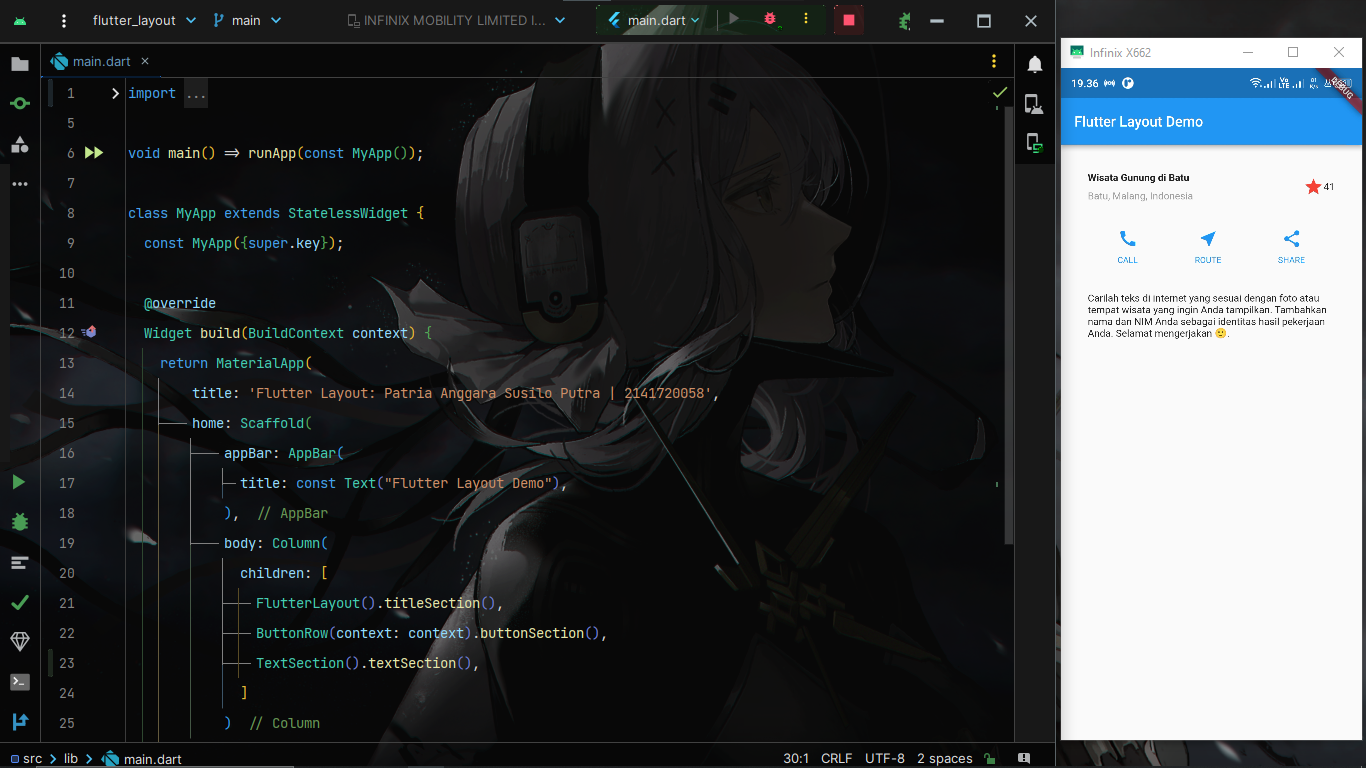 flutter_layout
main
INFINIX MOBILITY LIMITED I...
main.dart
main.dart
1 import ...
5
6 void main() => runApp(const MyApp());
7
8 class MyApp extends StatelessWidget {
9 const MyApp({super.key});
10
11 @override
12 Widget build(BuildContext context) {
13 return MaterialApp(
14 title: 'Flutter Layout: Patria Anggara Susilo Putra | 2141720058',
15 home: Scaffold(
16 appBar: AppBar(
17 title: const Text("Flutter Layout Demo"),
18 ), // AppBar
19 body: Column(
20 children: [
21 FlutterLayout().titleSection(),
22 ButtonRow(context: context).buttonSection(),
23 TextSection().textSection(),
24 ]
25 ) // Column
src > lib > main.dart
30:1 CRLF UTF-8 2 spaces
Infinix X662
19.36
DEBUG
Flutter Layout Demo
Wisata Gunung di Batu
Batu, Malang, Indonesia
41
CALL
ROUTE
SHARE
Carilah teks di internet yang sesuai dengan foto atau
tempat wisata yang ingin Anda tampilkan. Tambahkan
nama dan NIM Anda sebagai identitas hasil pekerjaan
Anda. Selamat mengerjakan 🙂.